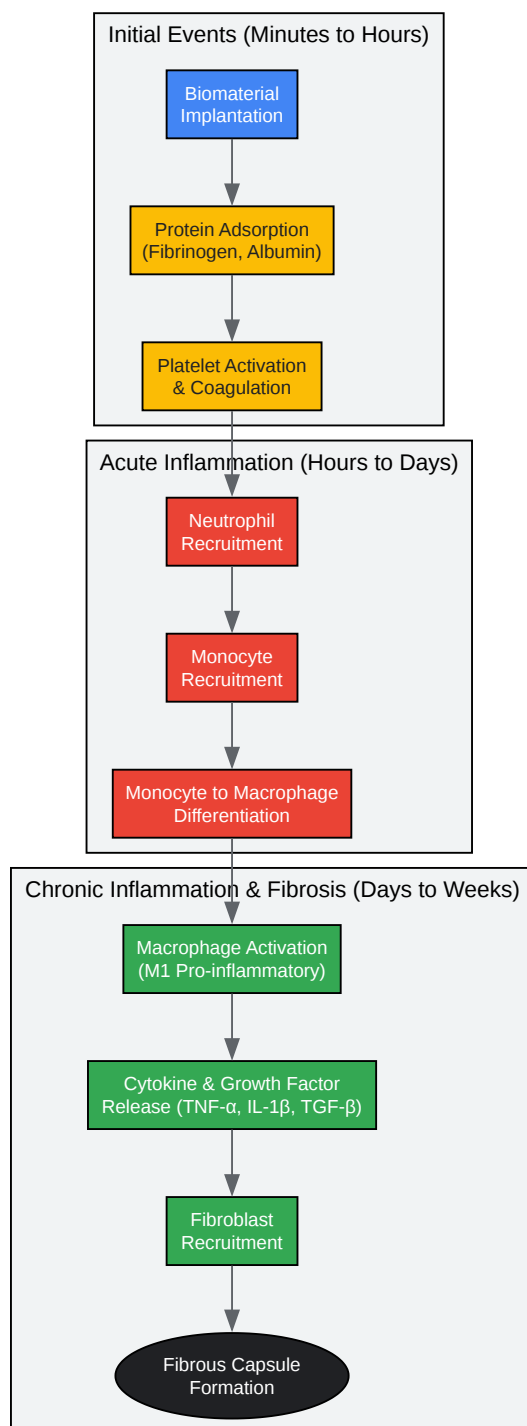 Initial Events (Minutes to Hours)
Biomaterial
Implantation
Protein Adsorption
(Fibrinogen, Albumin)
Platelet Activation
& Coagulation
Acute Inflammation (Hours to Days)
Neutrophil
Recruitment
Monocyte
Recruitment
Monocyte to Macrophage
Differentiation
Chronic Inflammation & Fibrosis (Days to Weeks)
Macrophage Activation
(M1 Pro-inflammatory)
Cytokine & Growth Factor
Release (TNF-α, IL-1β, TGF-β)
Fibroblast
Recruitment
Fibrous Capsule
Formation